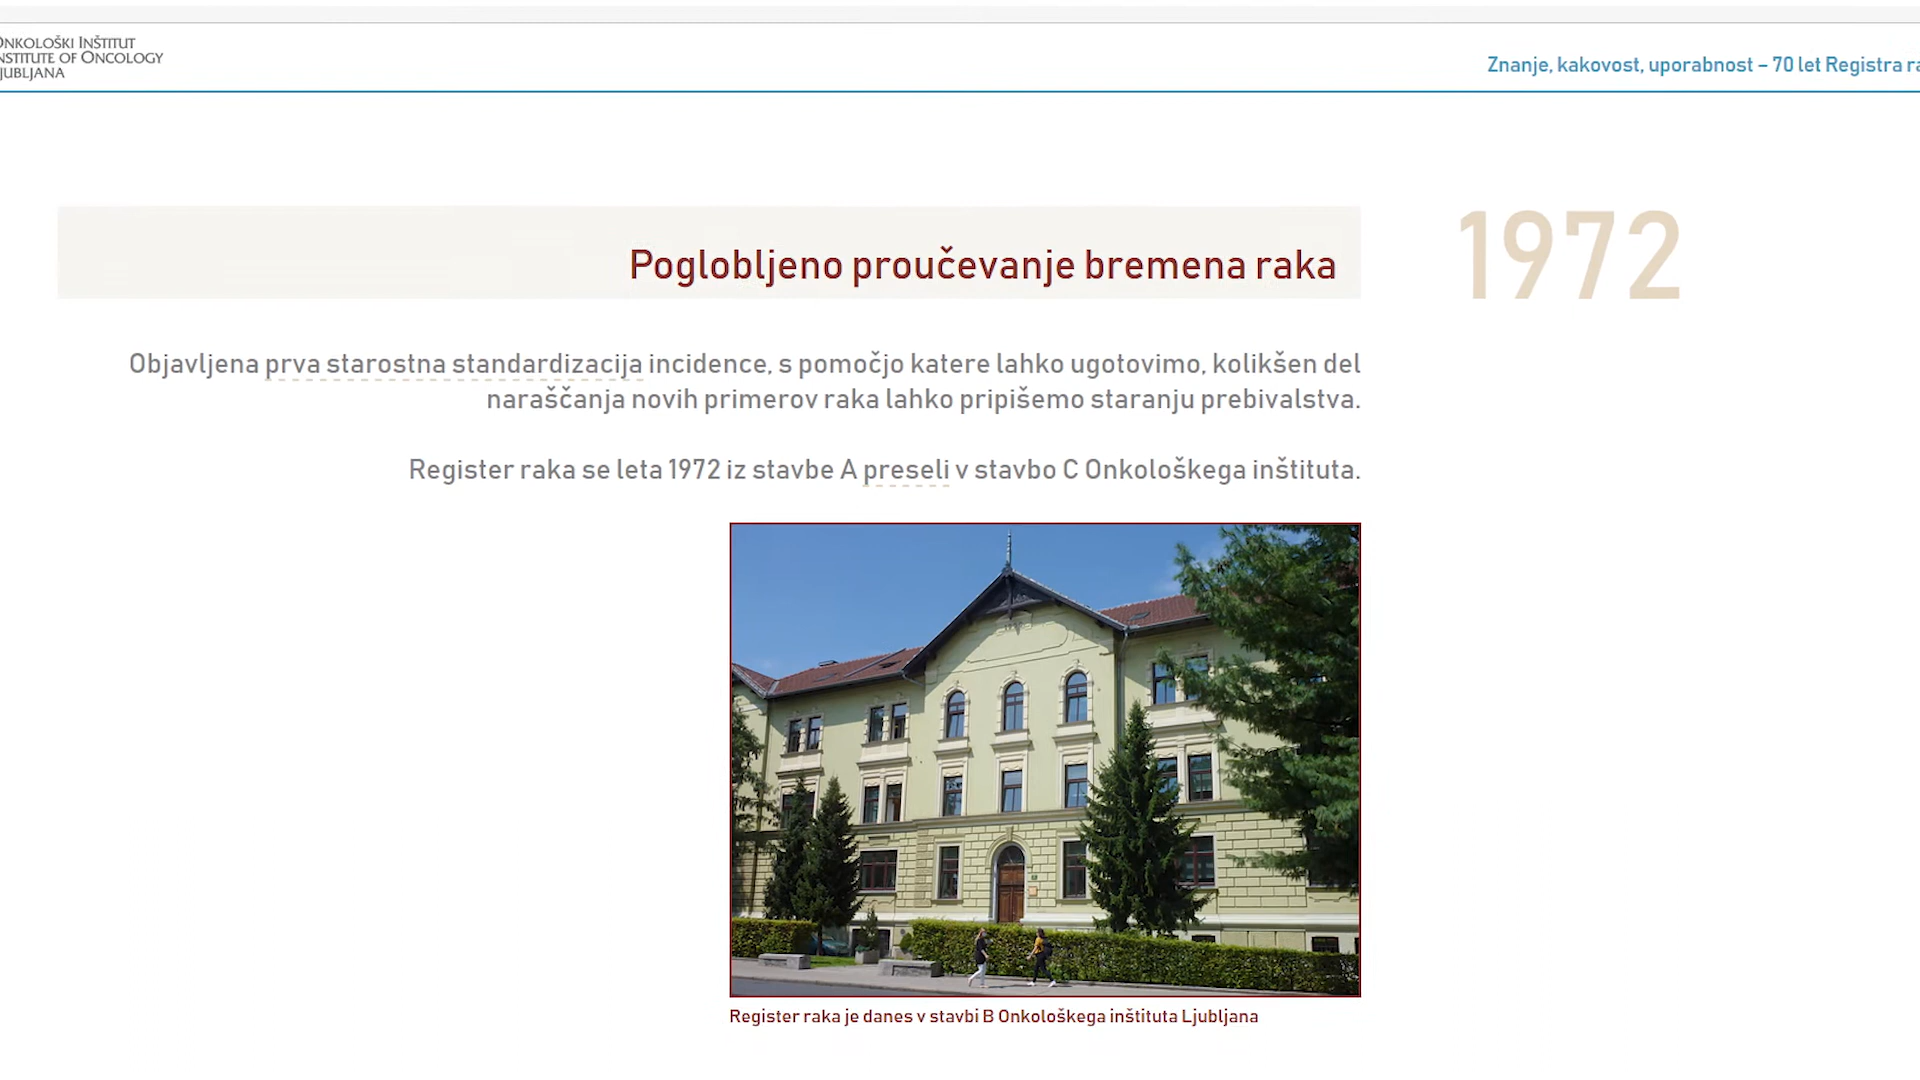 ONKOLOŠKI INŠTITUT
INSTITUTE OF ONCOLOGY
LJUBLJANA
Znanje, kakovost, uporabnost – 70 let Registra
Poglobljeno proučevanje bremena raka
1972
Objavljena prva starostna standardizacija incidence, s pomočjo katere lahko ugotovimo, kolikšen del
naraščanja novih primerov raka lahko pripišemo staranju prebivalstva.
Register raka se leta 1972 iz stavbe A preseli v stavbo C Onkološkega inštituta.
Register raka je danes v stavbi B Onkološkega inštituta Ljubljana